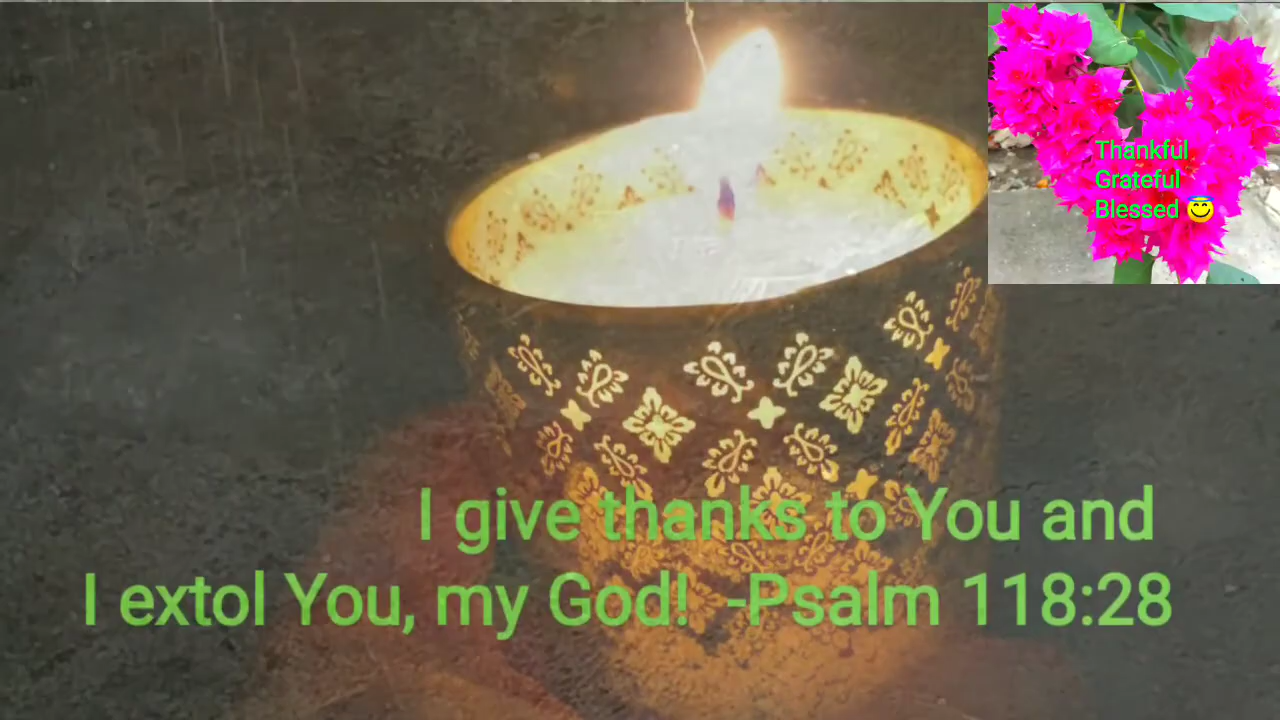 Thankful
Grateful
Blessed 😇
I give thanks to You and
I extol You, my God!  -Psalm 118:28